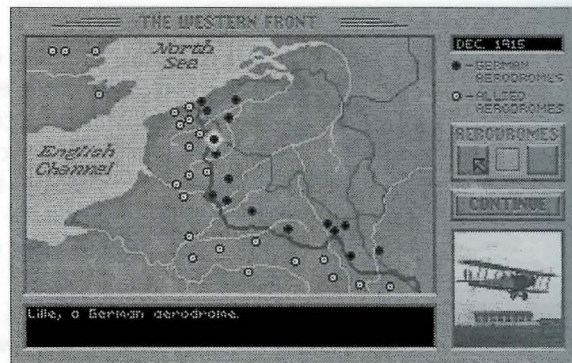 THE WESTERN FRONT
North
Sea
English
Channel
DEC. 1915
- GERMAN
AERODROMES
- ALLIED
AERODROMES
AERODROMES
CONTINUE
Lille, a German aerodrome.